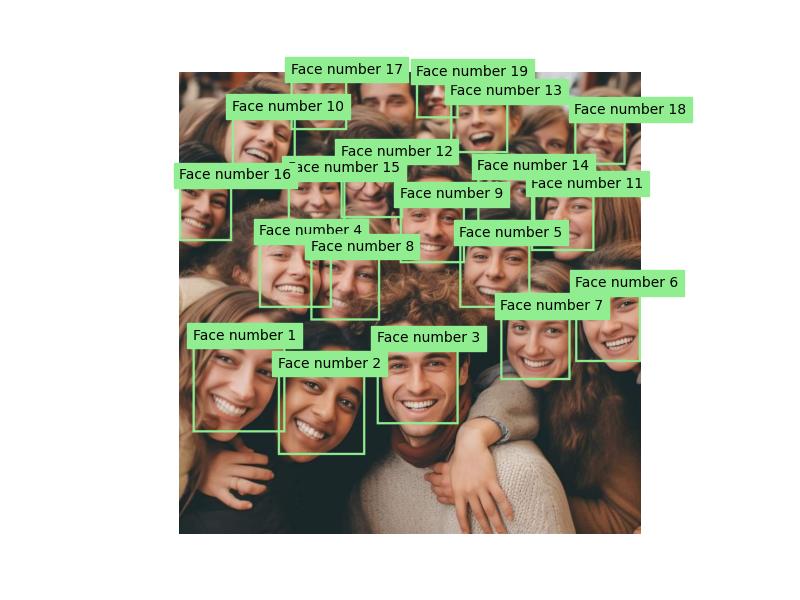 Face number 17
Face number 19
Face number 13
Face number 10
Face number 18
Face number 12
Face number 15
Face number 14
Face number 16
Face number 11
Face number 9
Face number 4
Face number 5
Face number 8
Face number 6
Face number 7
Face number 1
Face number 3
Face number 2